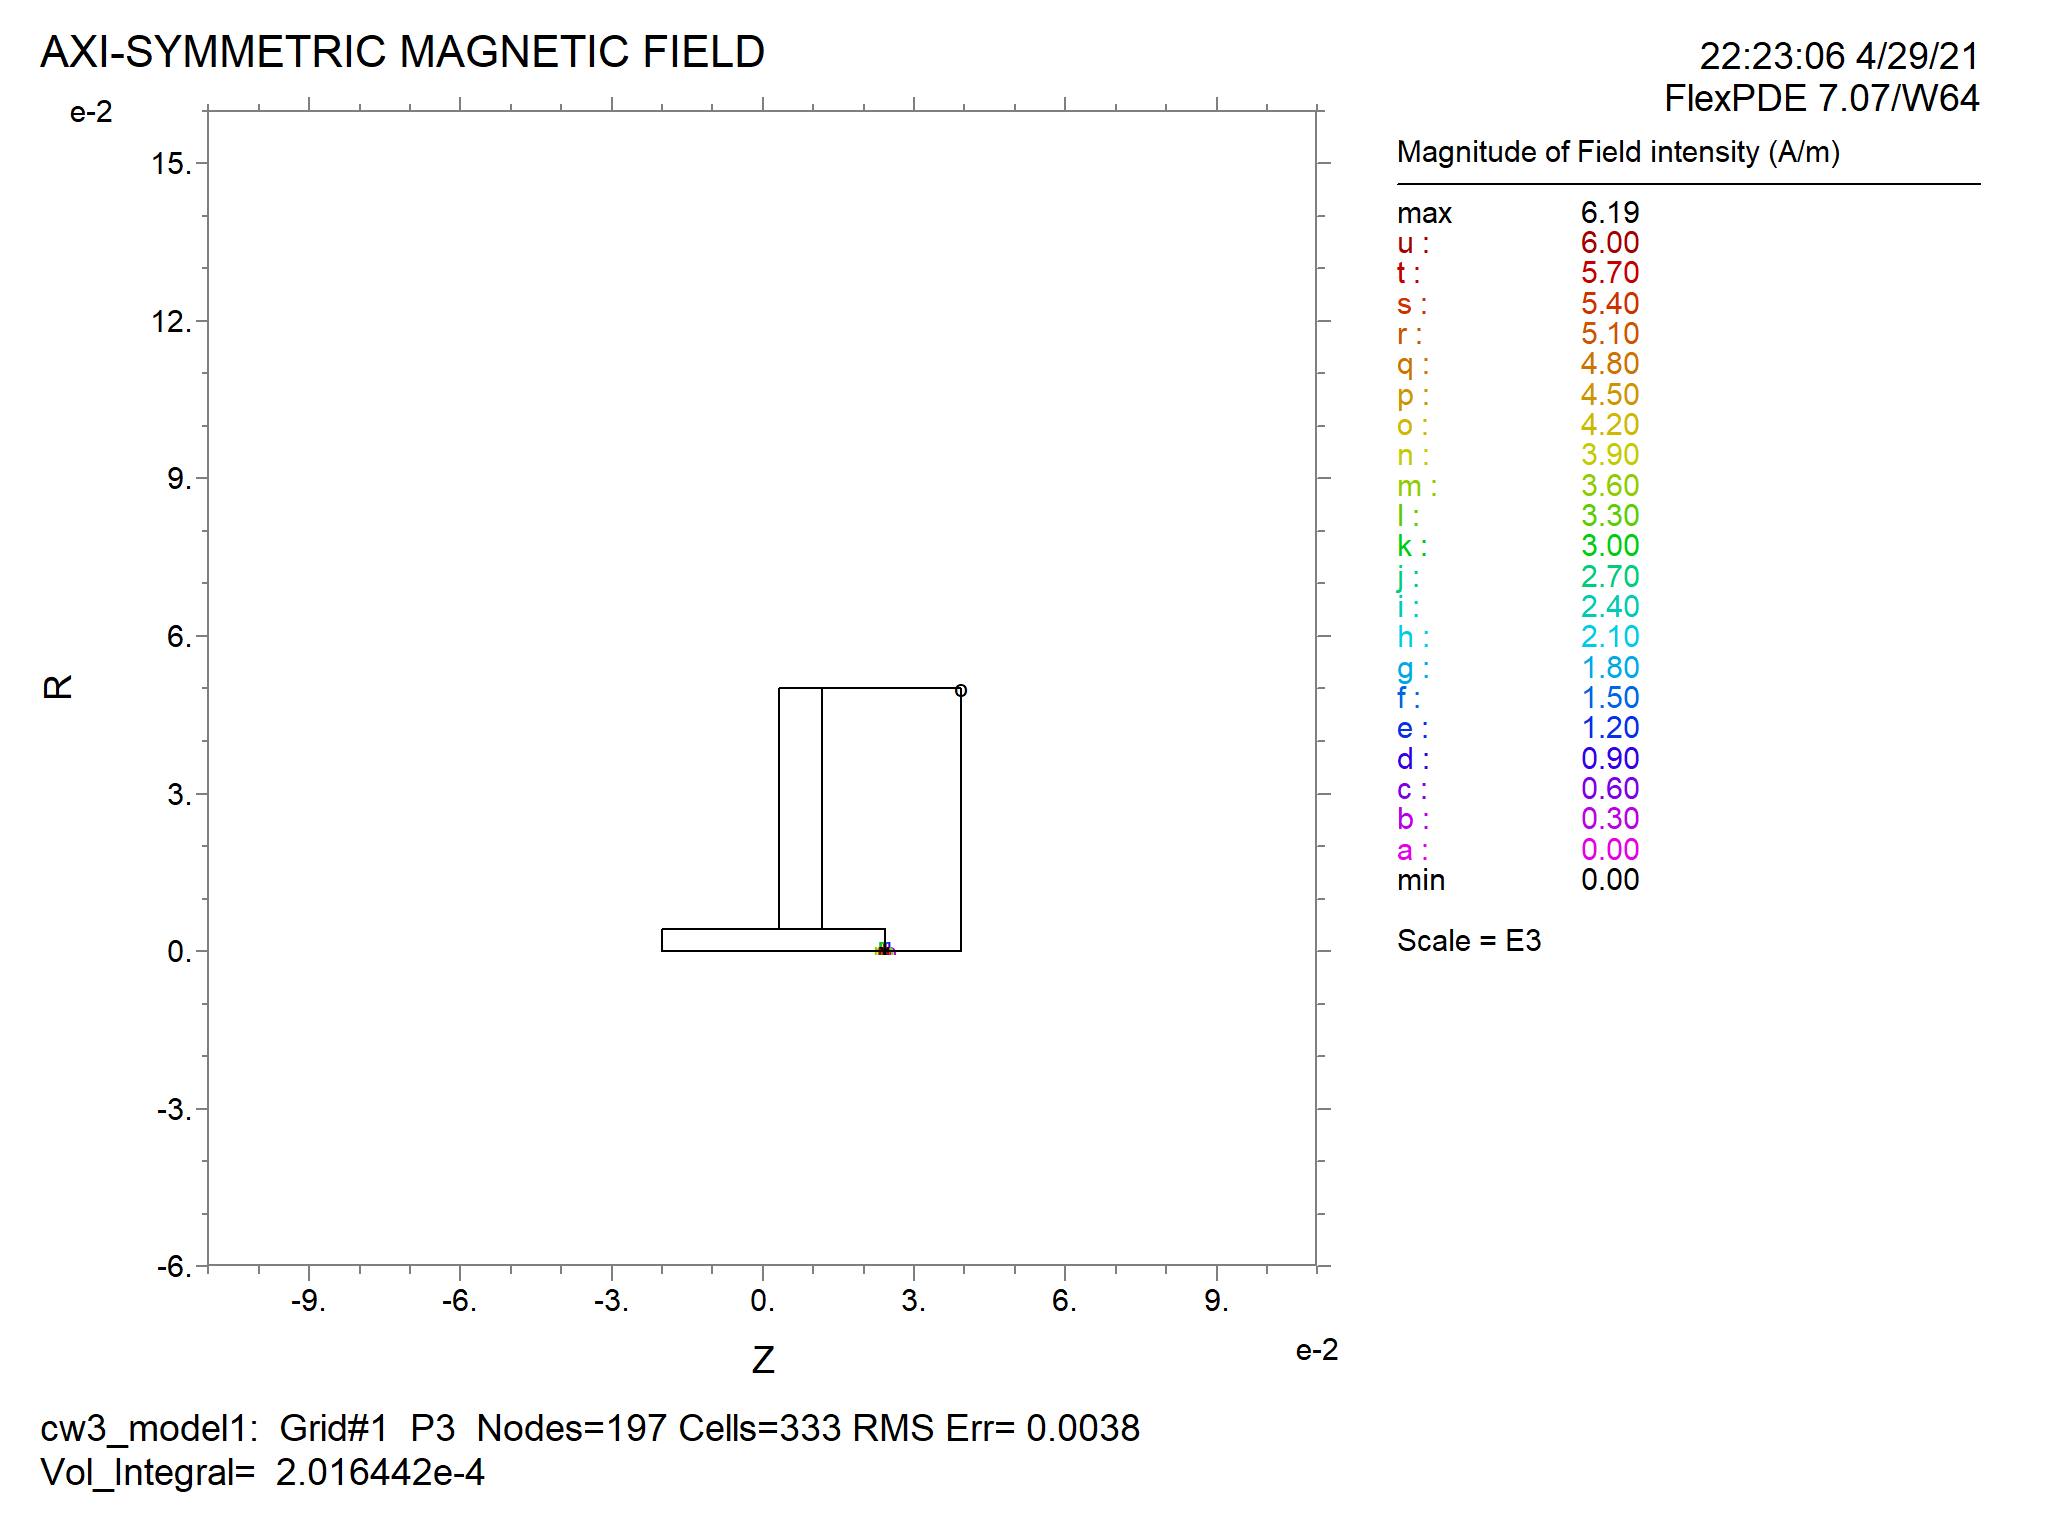 AXI-SYMMETRIC MAGNETIC FIELD
22:23:06 4/29/21
FlexPDE 7.07/W64
e-2
15.
12.
9.
6.
3.
0.
-3.
-6.
R
-9. -6. -3. 0. 3. 6. 9.
e-2
Z
o
Magnitude of Field intensity (A/m)
max 6.19
u : 6.00
t : 5.70
s : 5.40
r : 5.10
q : 4.80
p : 4.50
o : 4.20
n : 3.90
m : 3.60
l : 3.30
k : 3.00
j : 2.70
i : 2.40
h : 2.10
g : 1.80
f : 1.50
e : 1.20
d : 0.90
c : 0.60
b : 0.30
a : 0.00
min 0.00
Scale = E3
cw3_model1: Grid#1 P3 Nodes=197 Cells=333 RMS Err= 0.0038
Vol_Integral= 2.016442e-4